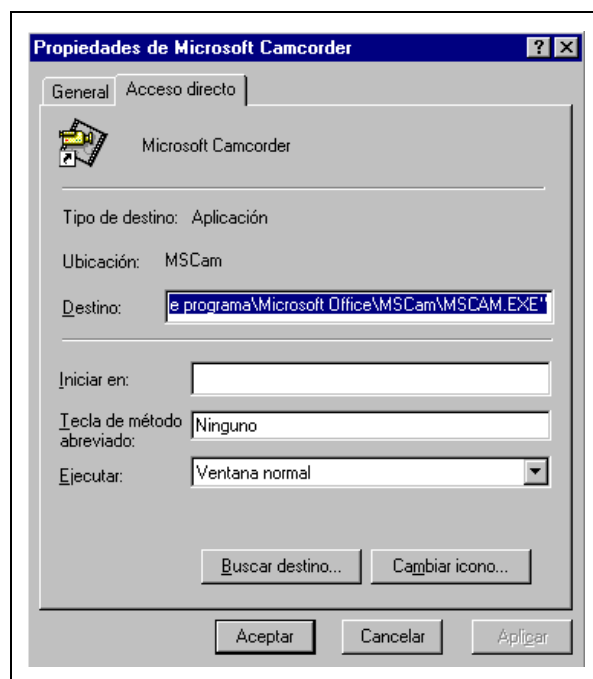 Propiedades de Microsoft Camcorder ? X
General Acceso directo
Microsoft Camcorder
Tipo de destino: Aplicación
Ubicación: MSCam
Destino: e programa\Microsoft Office\MSCam\MSCAM.EXE"
Iniciar en:
Tecla de método abreviado: Ninguno
Ejecutar: Ventana normal
Buscar destino... Cambiar icono...
Aceptar Cancelar Aplicar